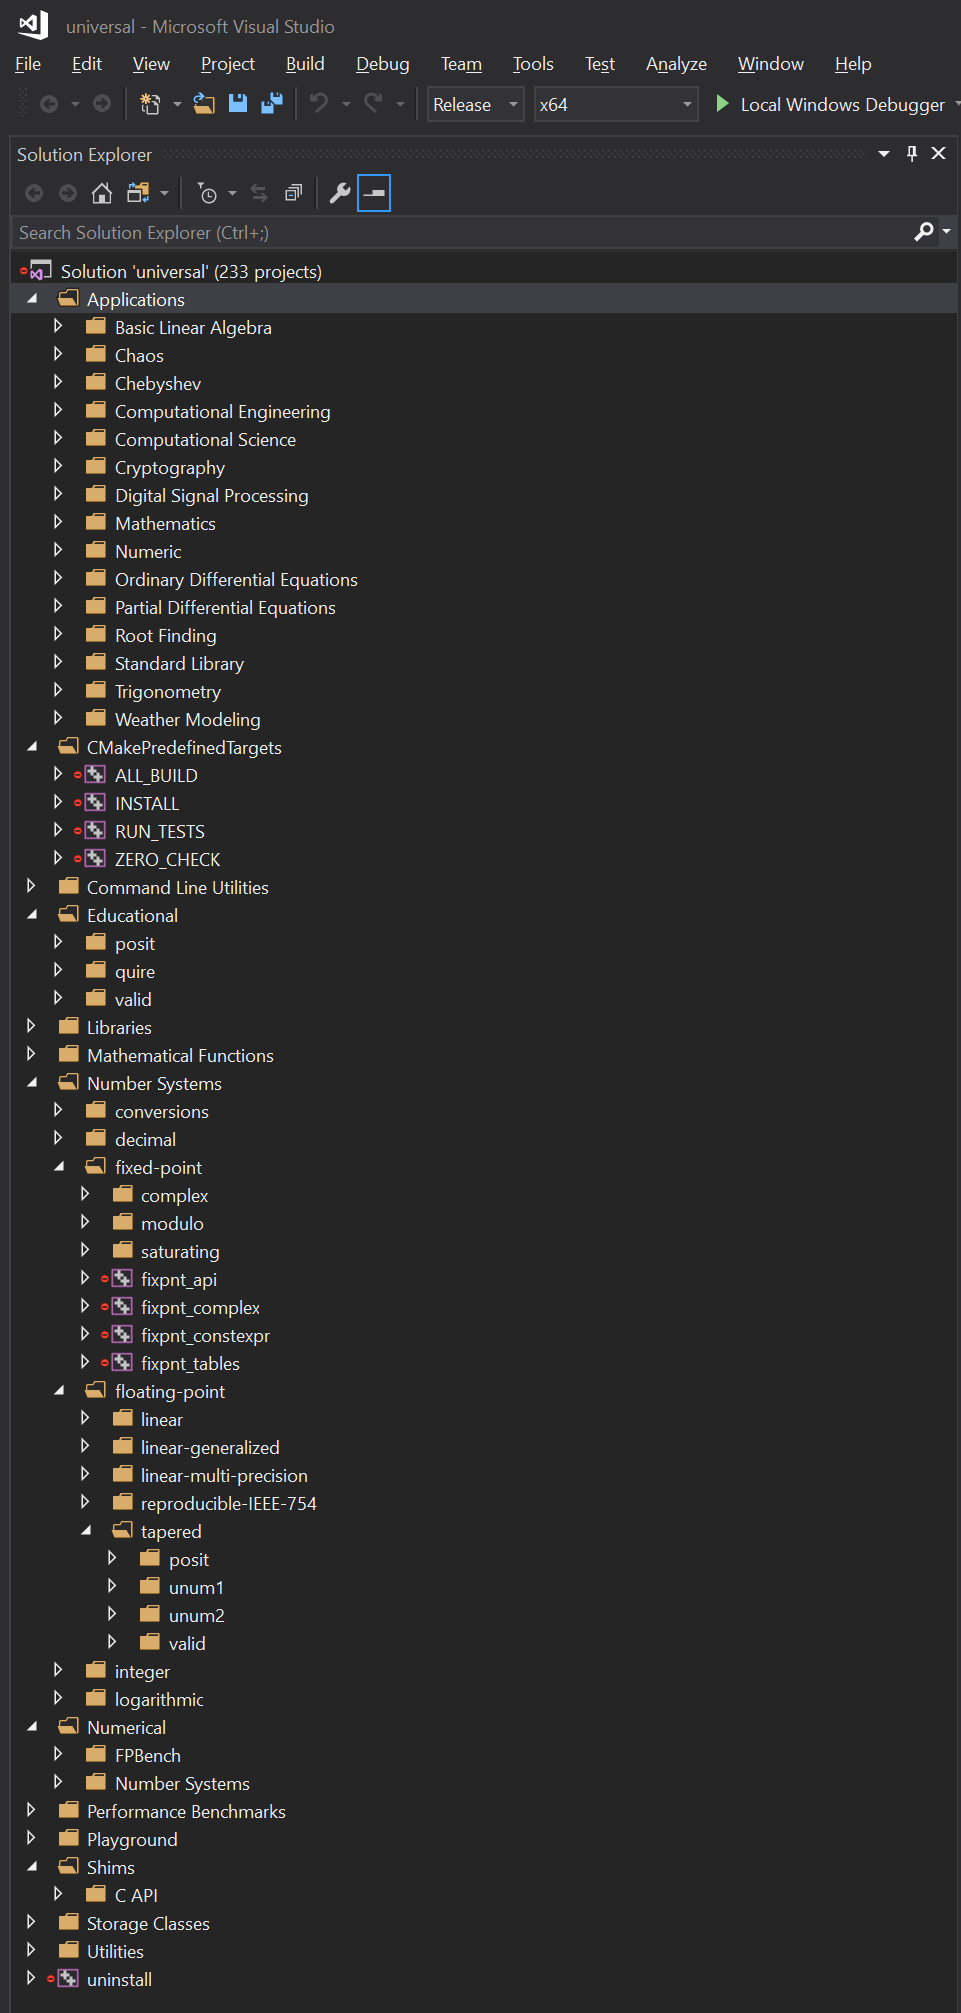 universal - Microsoft Visual Studio
File Edit View Project Build Debug Team Tools Test Analyze Window Help
Release x64 Local Windows Debugger
Solution Explorer
Search Solution Explorer (Ctrl+;)
Solution 'universal' (233 projects)
Applications
Basic Linear Algebra
Chaos
Chebyshev
Computational Engineering
Computational Science
Cryptography
Digital Signal Processing
Mathematics
Numeric
Ordinary Differential Equations
Partial Differential Equations
Root Finding
Standard Library
Trigonometry
Weather Modeling
CMakePredefinedTargets
ALL_BUILD
INSTALL
RUN_TESTS
ZERO_CHECK
Command Line Utilities
Educational
posit
quire
valid
Libraries
Mathematical Functions
Number Systems
conversions
decimal
fixed-point
complex
modulo
saturating
fixpnt_api
fixpnt_complex
fixpnt_constexpr
fixpnt_tables
floating-point
linear
linear-generalized
linear-multi-precision
reproducible-IEEE-754
tapered
posit
unum1
unum2
valid
integer
logarithmic
Numerical
FPBench
Number Systems
Performance Benchmarks
Playground
Shims
C API
Storage Classes
Utilities
uninstall